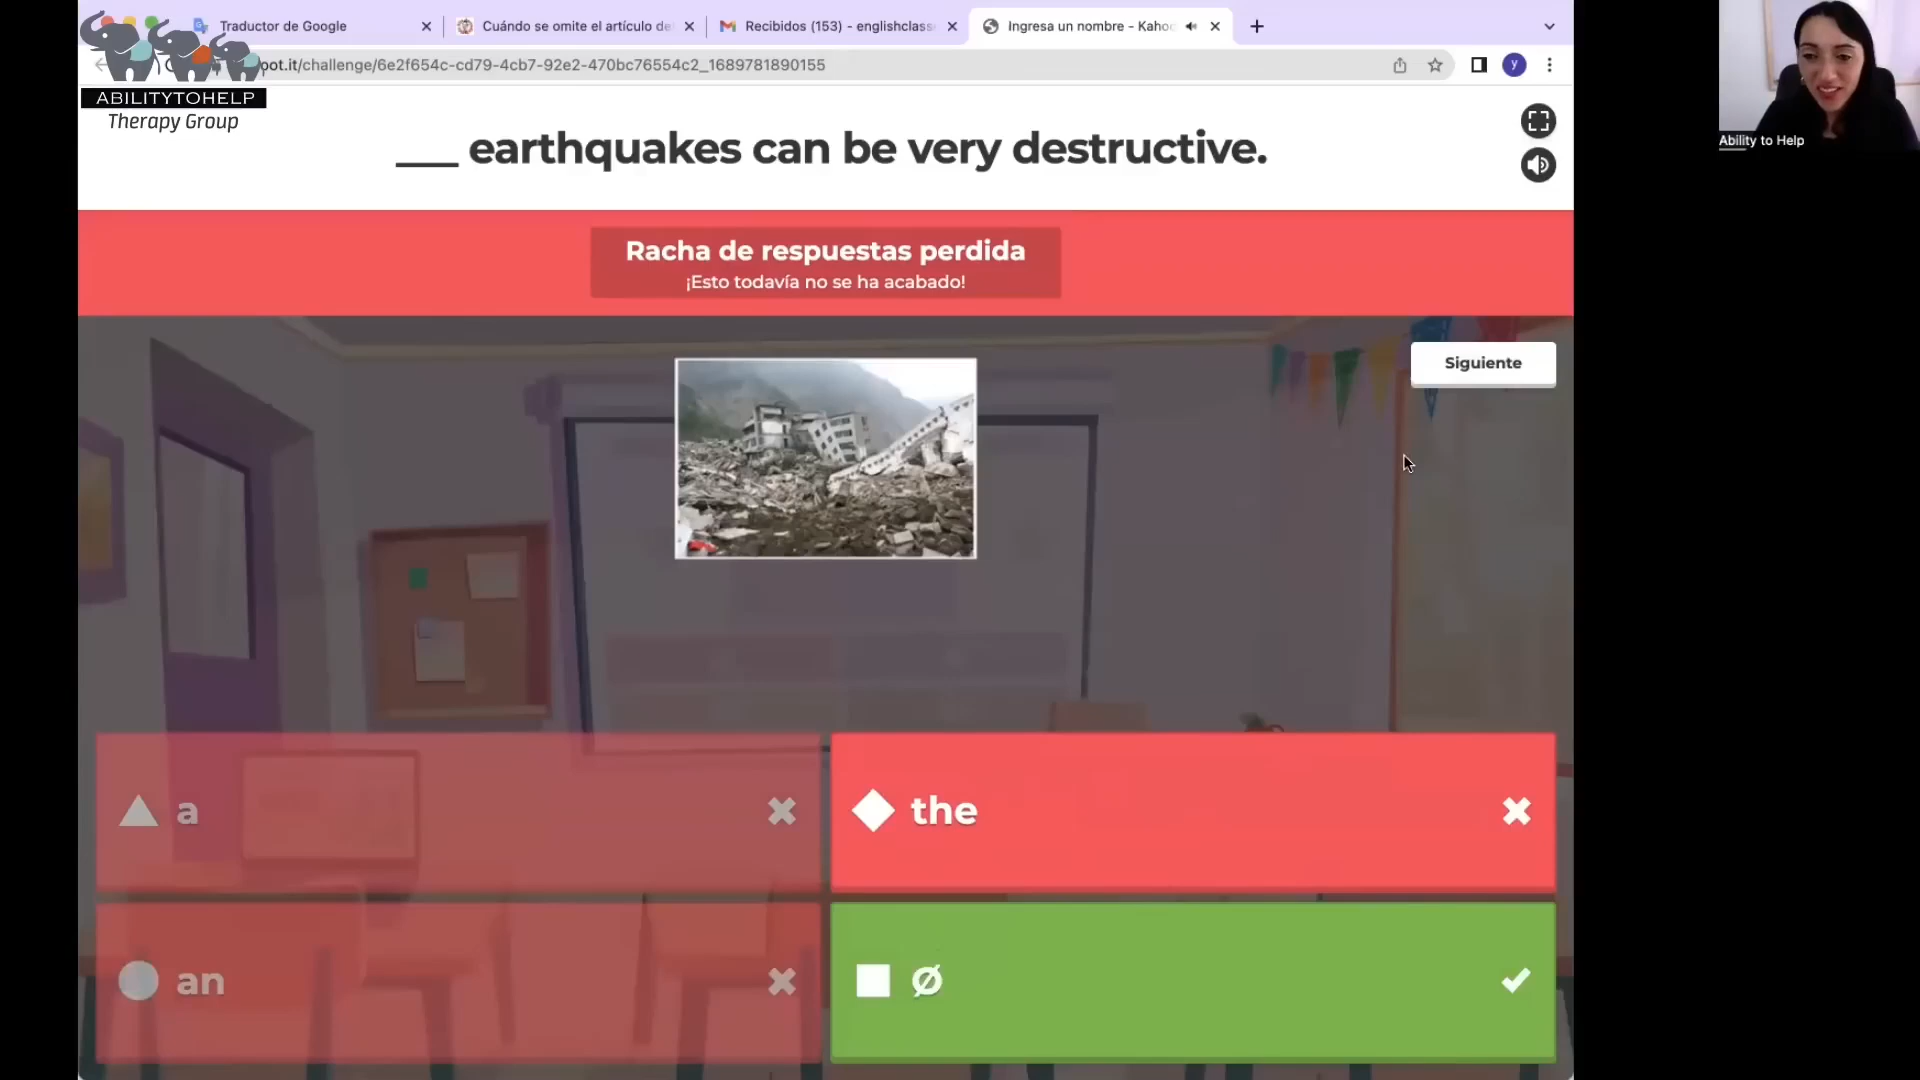 Traductor de Google
Cuándo se omite el artículo de
Recibidos (153) - englishclass
Ingresa un nombre - Kahoo
oot.it/challenge/6e2f654c-cd79-4cb7-92e2-470bc76554c2_1689781890155
y
ABILITYTOHELP
Therapy Group
___ earthquakes can be very destructive.
Ability to Help
Racha de respuestas perdida
¡Esto todavía no se ha acabado!
Siguiente
a
the
an
Ø